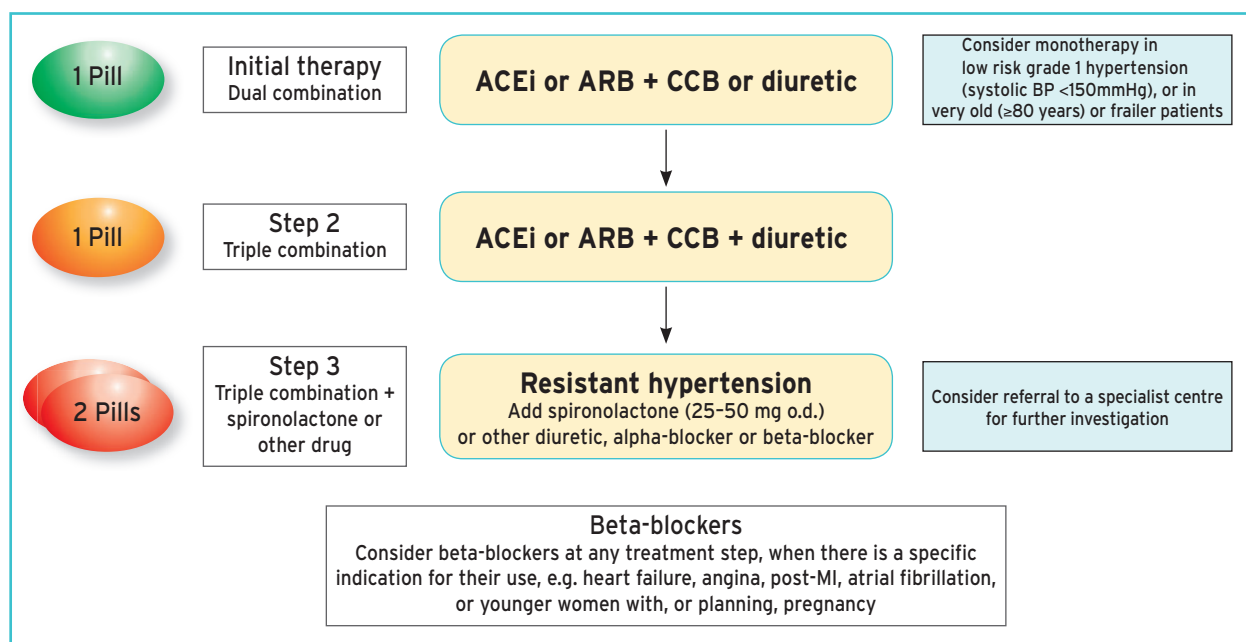 1 Pill
Initial therapy
Dual combination
ACEi or ARB + CCB or diuretic
Consider monotherapy in
low risk grade 1 hypertension
(systolic BP <150mmHg), or in
very old (≥80 years) or frailer patients
1 Pill
Step 2
Triple combination
ACEi or ARB + CCB + diuretic
2 Pills
Step 3
Triple combination +
spironolactone or
other drug
Resistant hypertension
Add spironolactone (25–50 mg o.d.)
or other diuretic, alpha-blocker or beta-blocker
Consider referral to a specialist centre
for further investigation
Beta-blockers
Consider beta-blockers at any treatment step, when there is a specific
indication for their use, e.g. heart failure, angina, post-MI, atrial fibrillation,
or younger women with, or planning, pregnancy